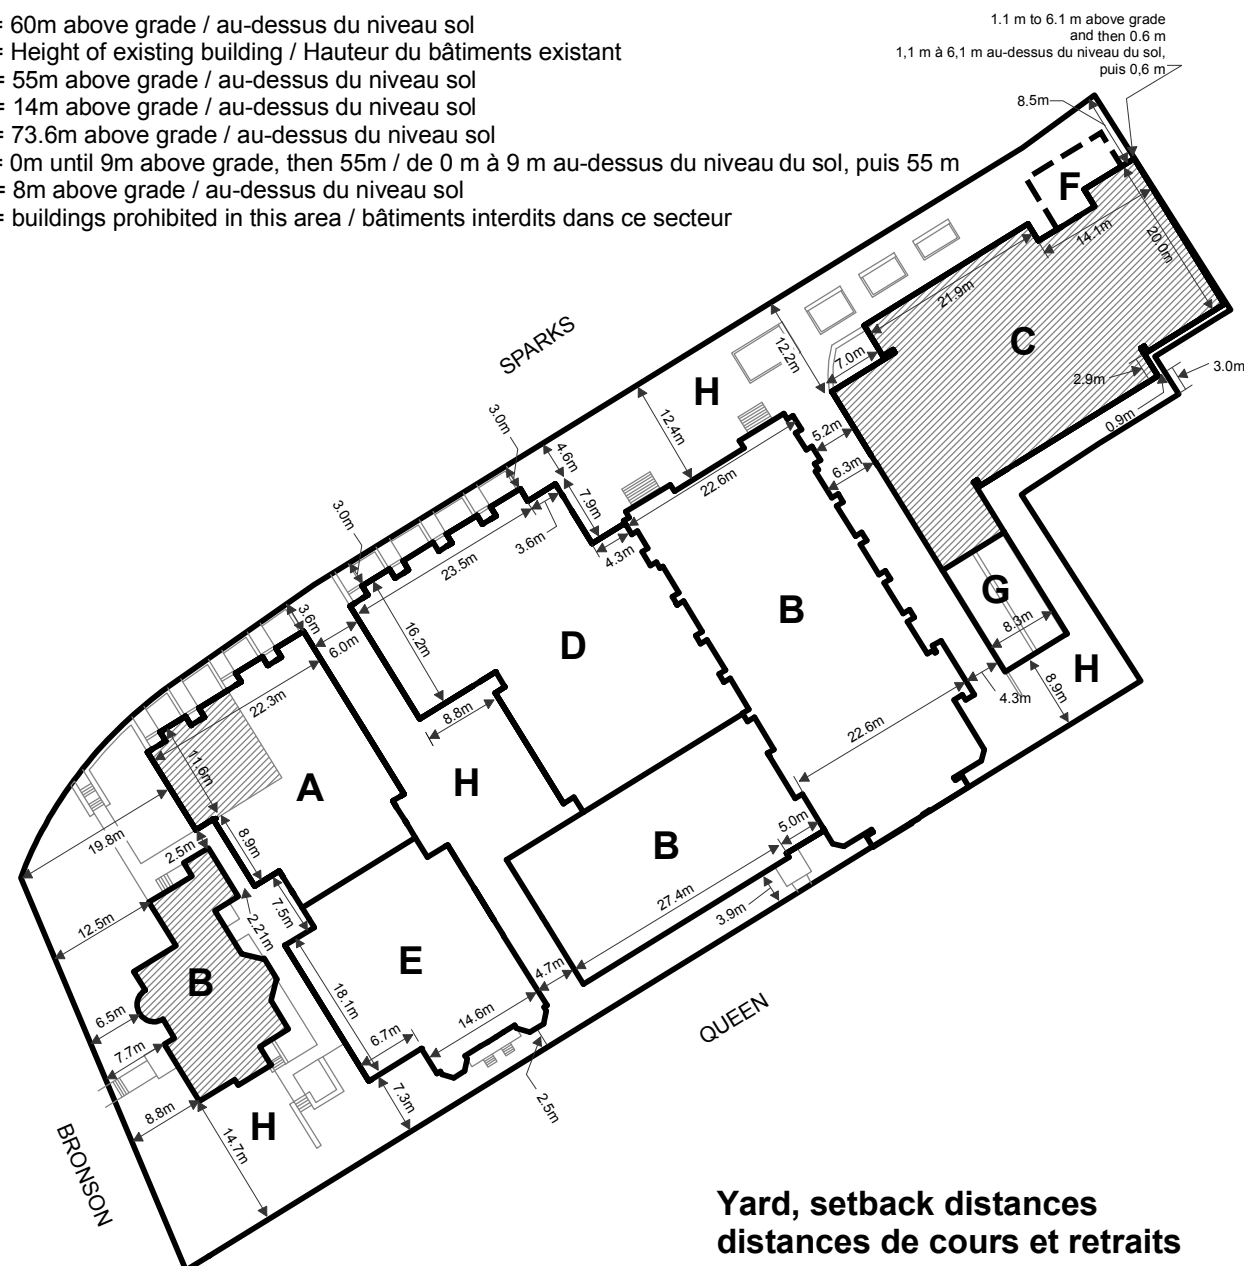 = 60m above grade / au-dessus du niveau sol
= Height of existing building / Hauteur du bâtiments existant
= 55m above grade / au-dessus du niveau sol
= 14m above grade / au-dessus du niveau sol
= 73.6m above grade / au-dessus du niveau sol
= 0m until 9m above grade, then 55m / de 0 m à 9 m au-dessus du niveau du sol, puis 55 m
= 8m above grade / au-dessus du niveau sol
= buildings prohibited in this area / bâtiments interdits dans ce secteur
1.1 m to 6.1 m above grade
and then 0.6 m
1,1 m à 6,1 m au-dessus du niveau du sol,
puis 0,6 m
8.5m
F
14.1m
20.0m
21.9m
C
SPARKS
12.2m
7.0m
2.9m
3.0m
0.9m
H
12.4m
3.0m
4.6m
5.2m
6.3m
22.6m
7.9m
3.0m
3.6m
4.3m
23.5m
G
8.3m
B
3.6m
6.0m
16.2m
D
H
8.9m
4.3m
22.3m
8.8m
22.6m
11.6m
A
H
19.8m
8.9m
2.5m
5.0m
B
27.4m
3.9m
12.5m
7.5m
2.21m
E
B
4.7m
18.1m
14.6m
6.5m
6.7m
QUEEN
7.7m
7.3m
2.5m
8.8m
14.7m
H
BRONSON
Yard, setback distances
distances de cours et retraits